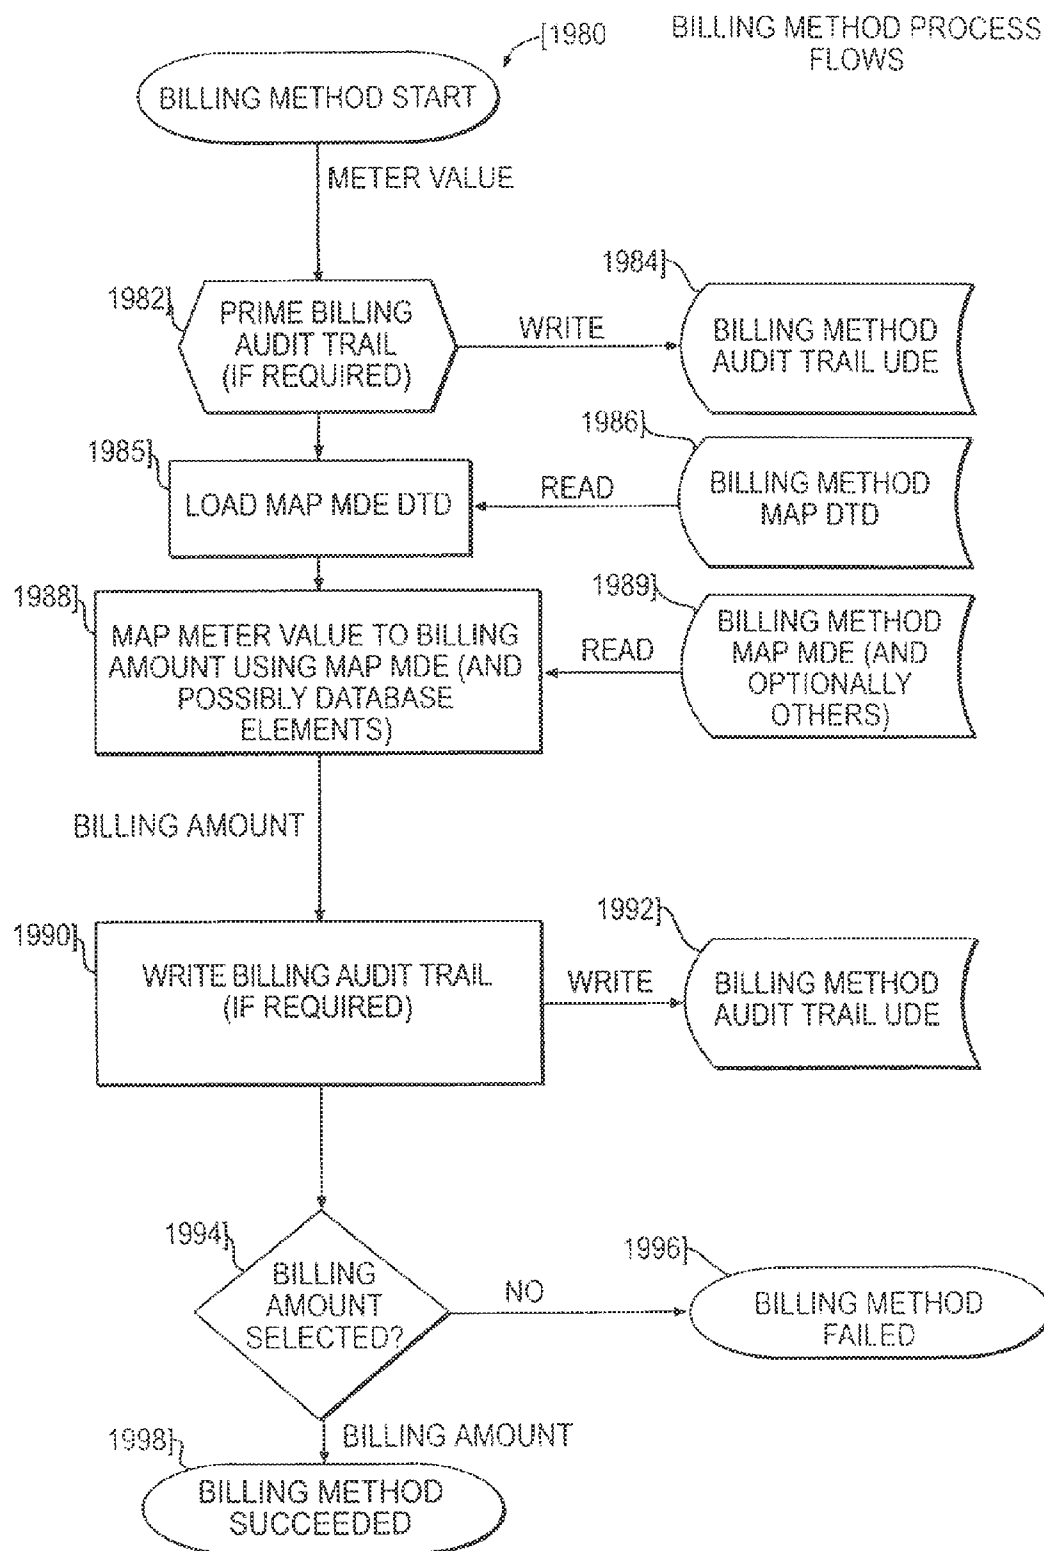 [1980
BILLING METHOD PROCESS
FLOWS
BILLING METHOD START
METER VALUE
1982]
PRIME BILLING
AUDIT TRAIL
(IF REQUIRED)
WRITE
1984]
BILLING METHOD
AUDIT TRAIL UDE
1985]
LOAD MAP MDE DTD
READ
1986]
BILLING METHOD
MAP DTD
1988]
MAP METER VALUE TO BILLING
AMOUNT USING MAP MDE (AND
POSSIBLY DATABASE
ELEMENTS)
READ
1989]
BILLING METHOD
MAP MDE (AND
OPTIONALLY
OTHERS)
BILLING AMOUNT
1990]
WRITE BILLING AUDIT TRAIL
(IF REQUIRED)
WRITE
1992]
BILLING METHOD
AUDIT TRAIL UDE
1994]
BILLING
AMOUNT
SELECTED?
NO
1996]
BILLING METHOD
FAILED
BILLING AMOUNT
1998]
BILLING METHOD
SUCCEEDED